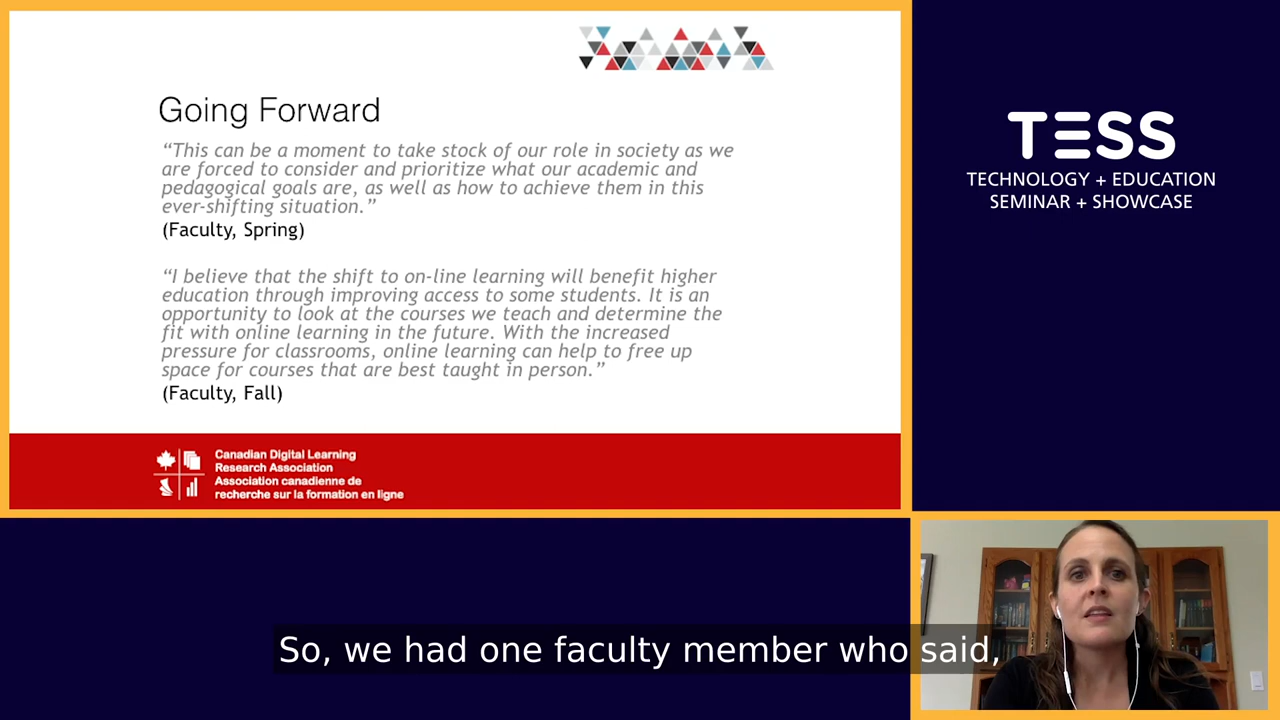 Going Forward
“This can be a moment to take stock of our role in society as we
are forced to consider and prioritize what our academic and
pedagogical goals are, as well as how to achieve them in this
ever-shifting situation.”
(Faculty, Spring)
“I believe that the shift to on-line learning will benefit higher
education through improving access to some students. It is an
opportunity to look at the courses we teach and determine the
fit with online learning in the future. With the increased
pressure for classrooms, online learning can help to free up
space for courses that are best taught in person.”
(Faculty, Fall)
Canadian Digital Learning
Research Association
Association canadienne de
recherche sur la formation en ligne
TESS
TECHNOLOGY + EDUCATION
SEMINAR + SHOWCASE
So, we had one faculty member who said,